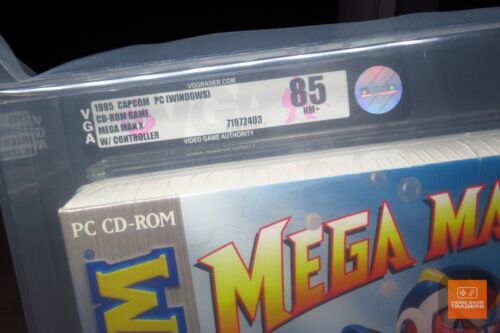 VGGRADER.COM
1995 CAPCOM PC (WINDOWS)
CD-ROM GAME
MEGA MAN X
W/ CONTROLLER
71972403
85
NM+
VGA
VIDEO GAME AUTHORITY
PC CD-ROM
MEGA MA
M
VIDEO GAME
TRADERS